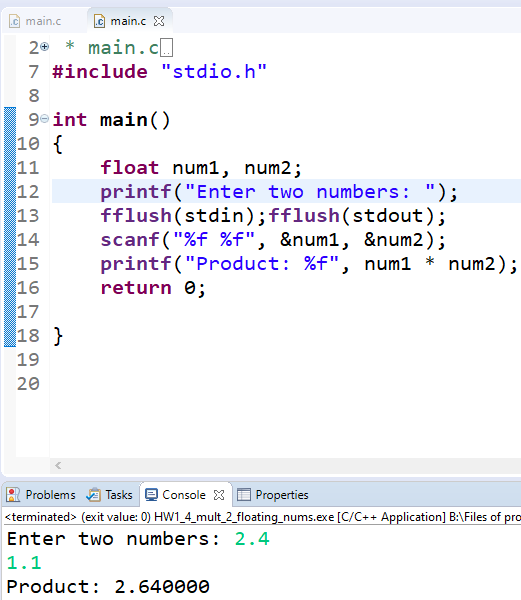 main.c main.c
2 * main.c
7 #include "stdio.h"
8
9 int main()
10 {
11 float num1, num2;
12 printf("Enter two numbers: ");
13 fflush(stdin);fflush(stdout);
14 scanf("%f %f", &num1, &num2);
15 printf("Product: %f", num1 * num2);
16 return 0;
17
18 }
19
20
Problems Tasks Console Properties
<terminated> (exit value: 0) HW1_4_mult_2_floating_nums.exe [C/C++ Application] B:\Files of pro
Enter two numbers: 2.4
1.1
Product: 2.640000